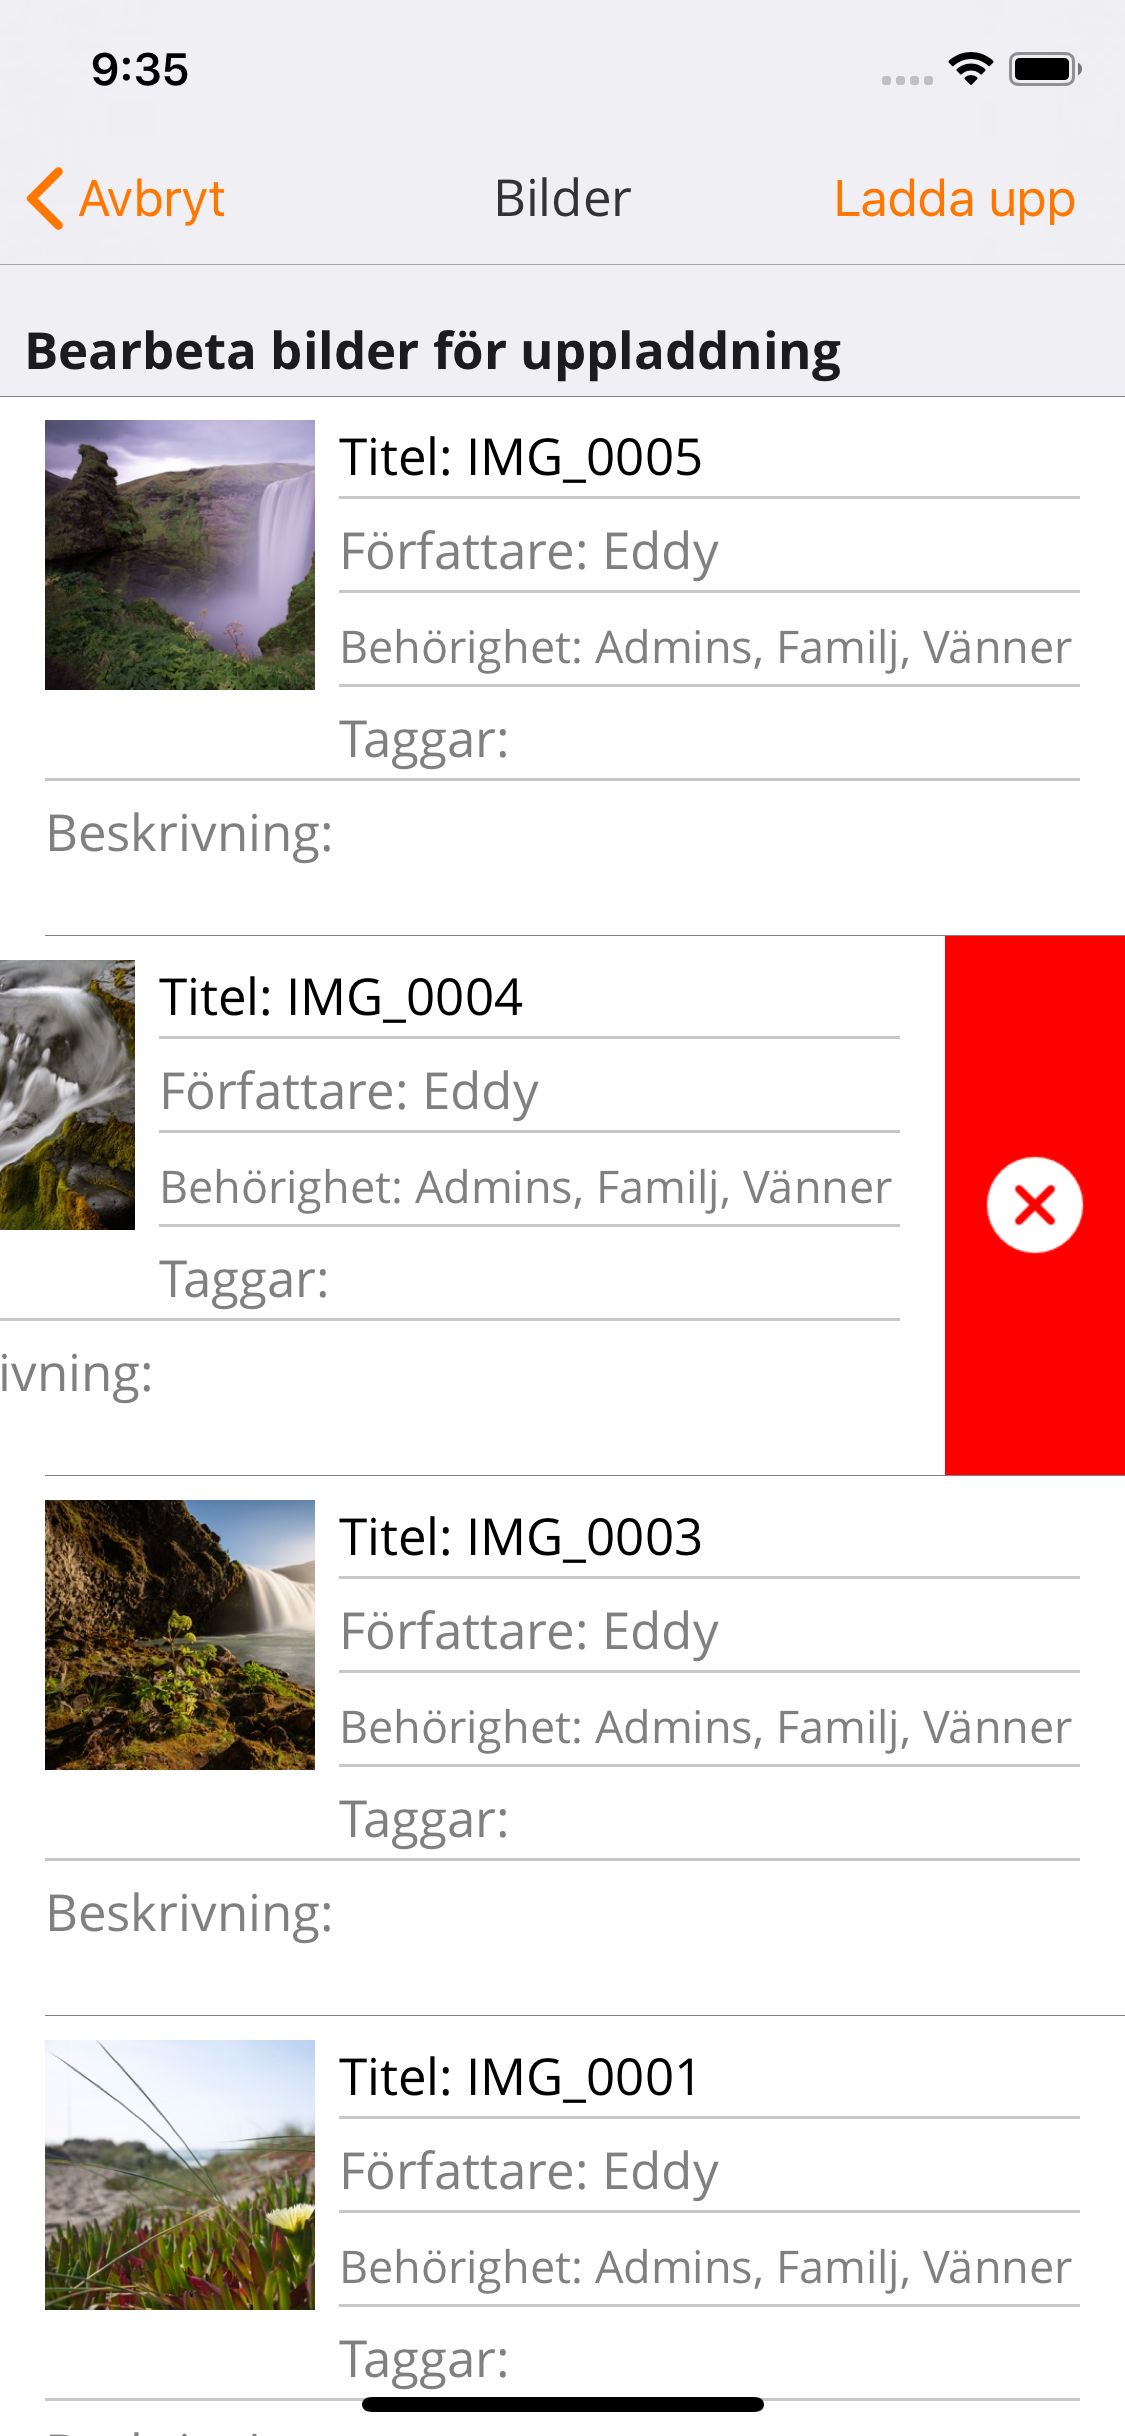 9:35
Avbryt
Bilder
Ladda upp
Bearbeta bilder för uppladdning
Titel: IMG_0005
Författare: Eddy
Behörighet: Admins, Familj, Vänner
Taggar:
Beskrivning:
Titel: IMG_0004
Författare: Eddy
Behörighet: Admins, Familj, Vänner
Taggar:
ivning:
Titel: IMG_0003
Författare: Eddy
Behörighet: Admins, Familj, Vänner
Taggar:
Beskrivning:
Titel: IMG_0001
Författare: Eddy
Behörighet: Admins, Familj, Vänner
Taggar: